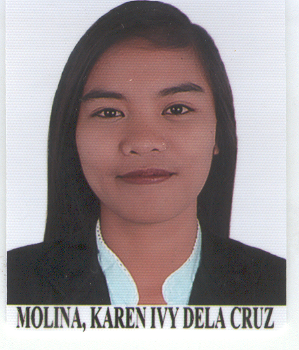 MOLINA, KAREN IVY DELA CRUZ